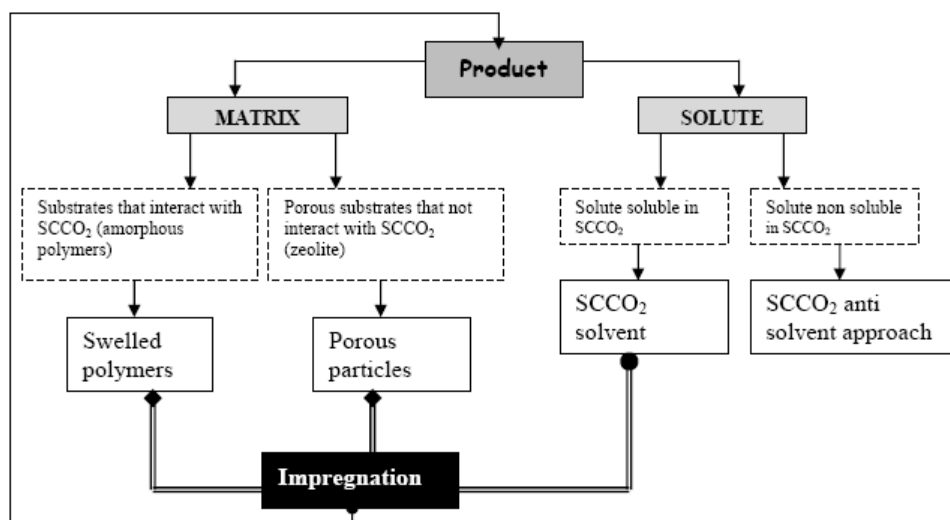 Product
MATRIX
SOLUTE
Substrates that interact with
SCCO₂ (amorphous
polymers)
Porous substrates that not
interact with SCCO₂
(zeolite)
Solute soluble in
SCCO₂
Solute non soluble
in SCCO₂
Swelled
polymers
Porous
particles
SCCO₂
solvent
SCCO₂ anti
solvent approach
Impregnation